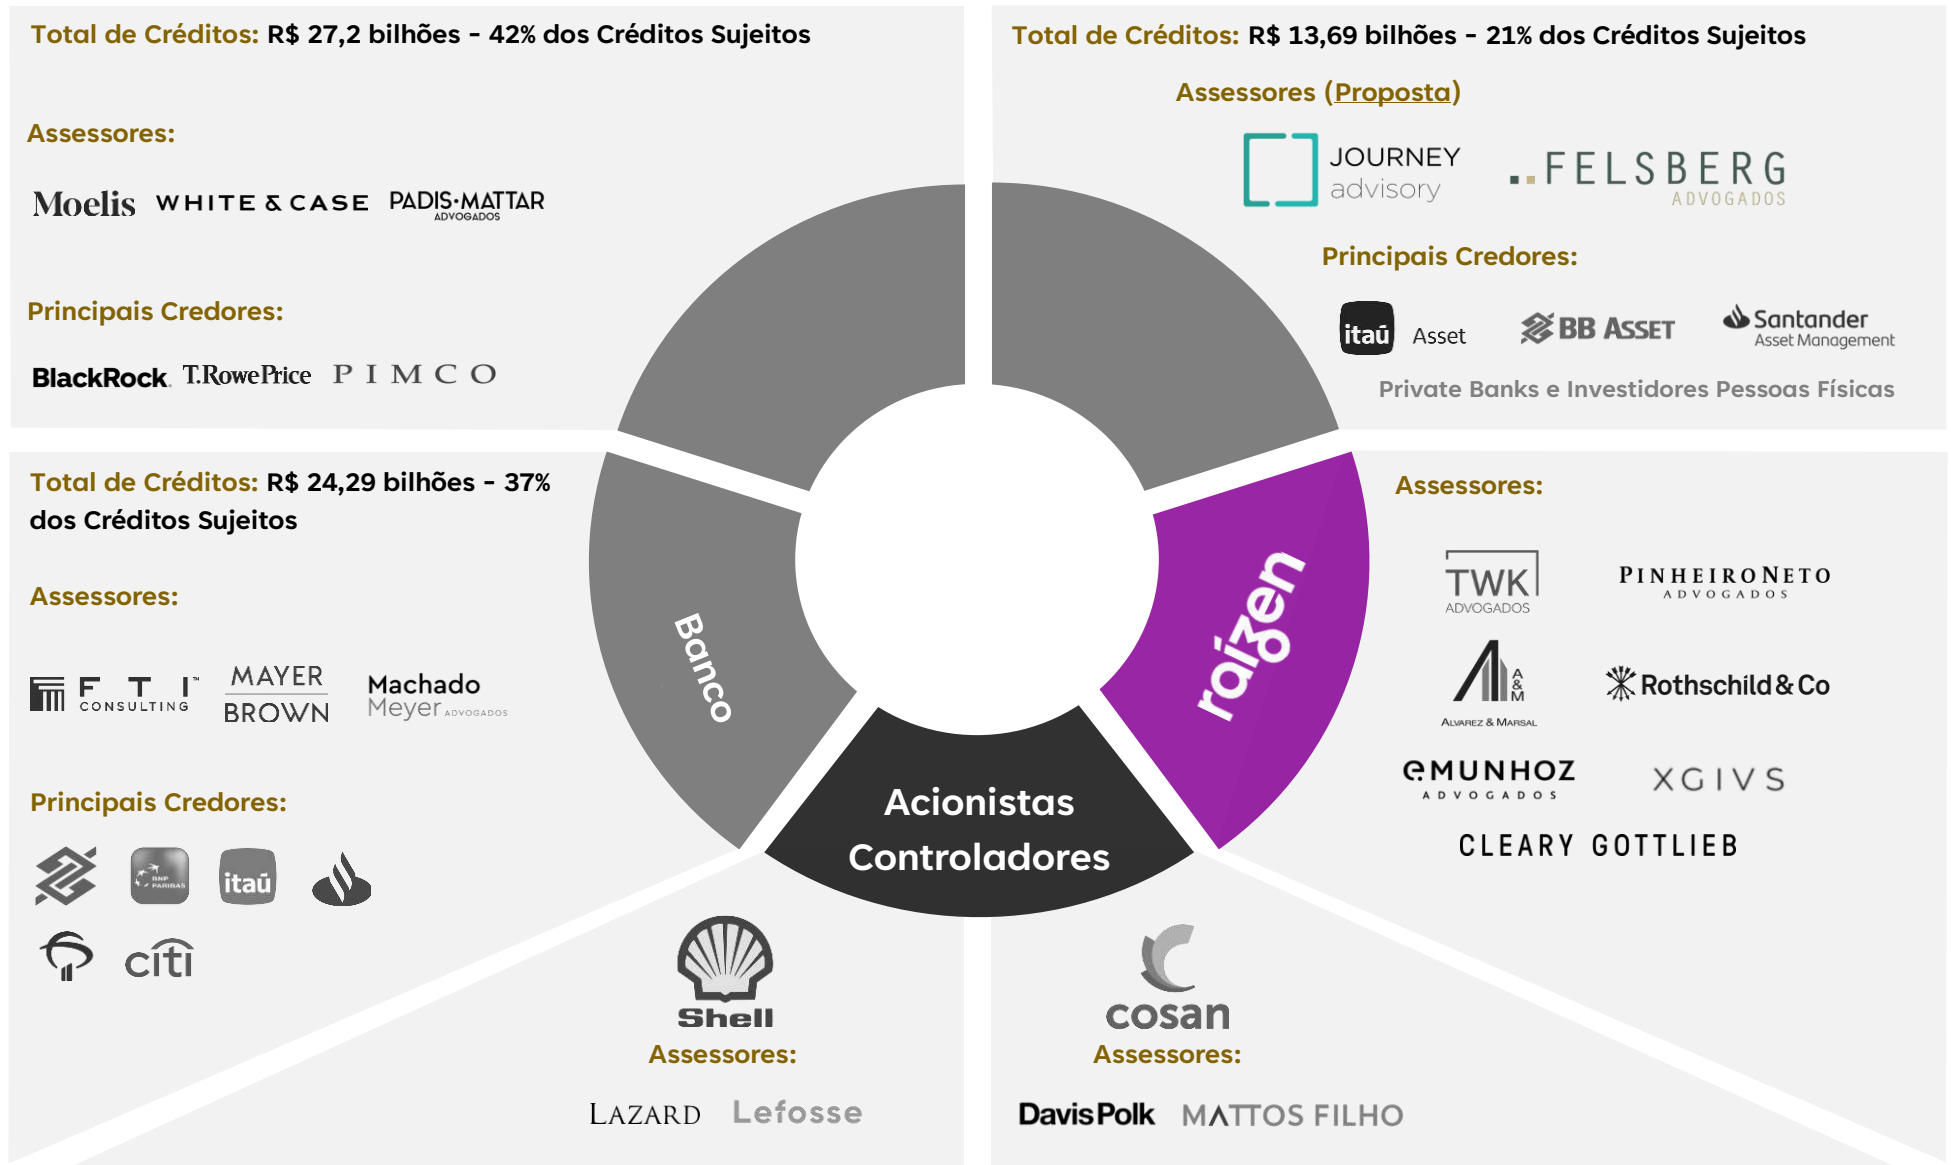 Total de Créditos: R$ 27,2 bilhões - 42% dos Créditos Sujeitos
Assessores:
Moelis WHITE & CASE PADIS·MATTAR ADVOGADOS
Principais Credores:
BlackRock. T.RowePrice PIMCO
Total de Créditos: R$ 13,69 bilhões - 21% dos Créditos Sujeitos
Assessores (Proposta)
JOURNEY advisory FELSBERG ADVOGADOS
Principais Credores:
itaú Asset BB ASSET Santander Asset Management
Private Banks e Investidores Pessoas Físicas
Total de Créditos: R$ 24,29 bilhões - 37%
dos Créditos Sujeitos
Assessores:
FTI™ CONSULTING MAYER BROWN Machado Meyer ADVOGADOS
Principais Credores:
BNP PARIBAS itaú
citi
Banco
raízen
Acionistas
Controladores
Assessores:
TWK ADVOGADOS PINHEIRONETO ADVOGADOS
A&M ALVAREZ & MARSAL Rothschild & Co
eMUNHOZ ADVOGADOS XGIVS
CLEARY GOTTLIEB
Shell
Assessores:
LAZARD Lefosse
cosan
Assessores:
DavisPolk MATTOS FILHO